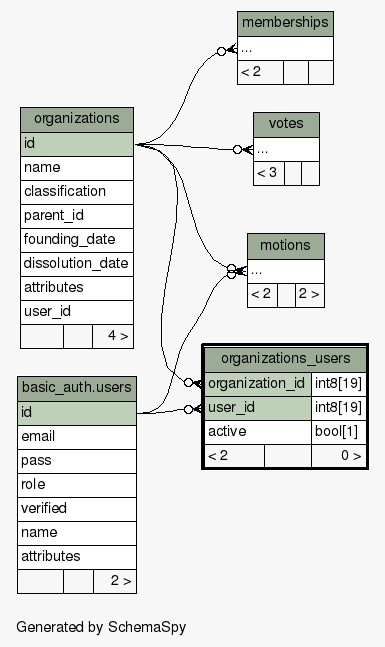 memberships
...
< 2
organizations
id
name
classification
parent_id
founding_date
dissolution_date
attributes
user_id
4 >
votes
...
< 3
motions
...
< 2 2 >
organizations_users
organization_id int8[19]
user_id int8[19]
active bool[1]
< 2 0 >
basic_auth.users
id
email
pass
role
verified
name
attributes
2 >
Generated by SchemaSpy